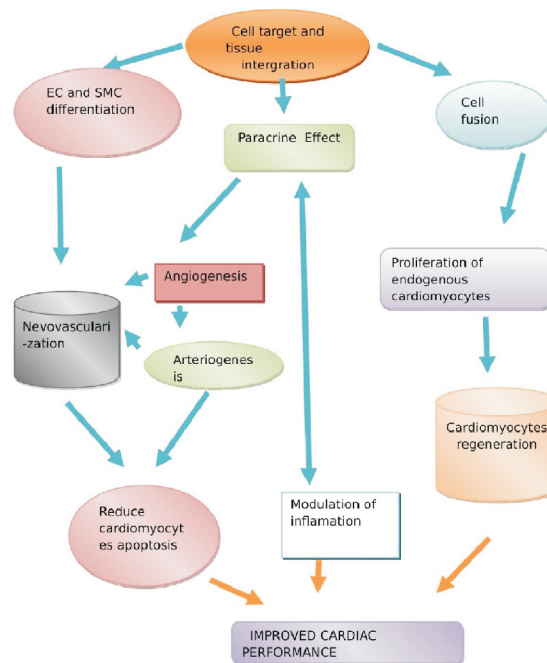 Cell target and
tissue
intergration
EC and SMC
differentiation
Cell
fusion
Paracrine Effect
Angenesis
Proliferation of
endogenous
cardiomyocytes
Nevovasculari
-zation
Arteriogenes
is
Cardiomyocytes
regeneration
Reduce
cardiomyocyt
es apoptosis
Modulation of
inflamation
IMPROVED CARDIAC
PERFORMANCE